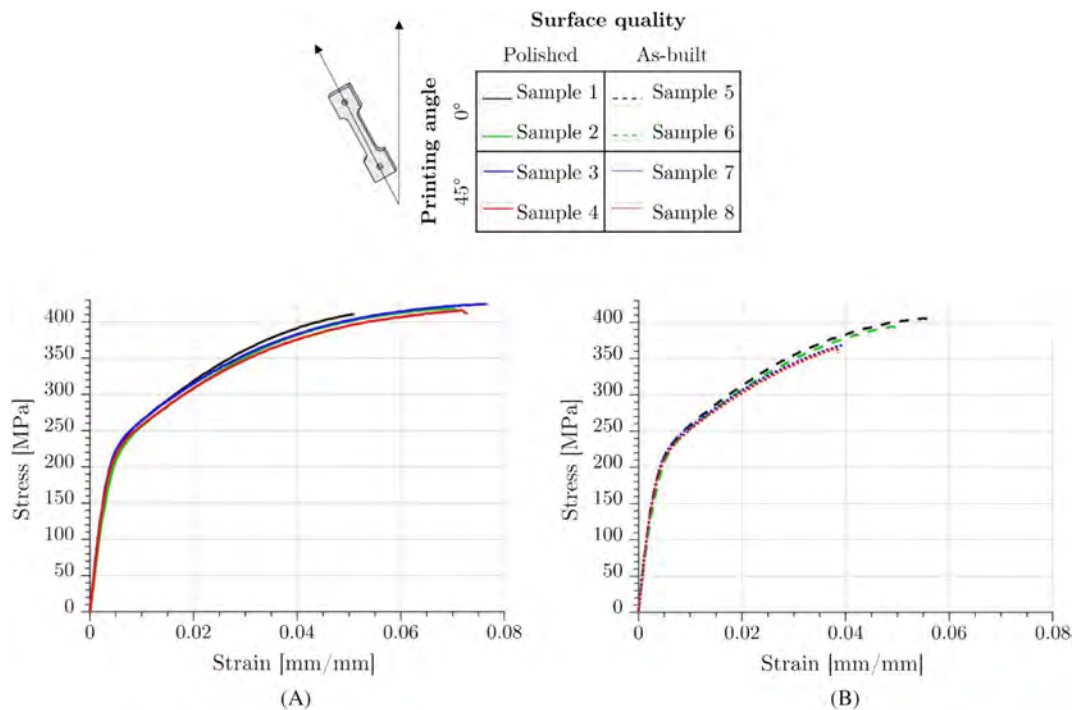 Surface quality
Polished As-built
Printing angle
0°
Sample 1 Sample 5
Sample 2 Sample 6
45°
Sample 3 Sample 7
Sample 4 Sample 8
Stress [MPa]
400
350
300
250
200
150
100
50
0
0 0.02 0.04 0.06 0.08
Strain [mm/mm]
(A)
Stress [MPa]
400
350
300
250
200
150
100
50
0
0 0.02 0.04 0.06 0.08
Strain [mm/mm]
(B)